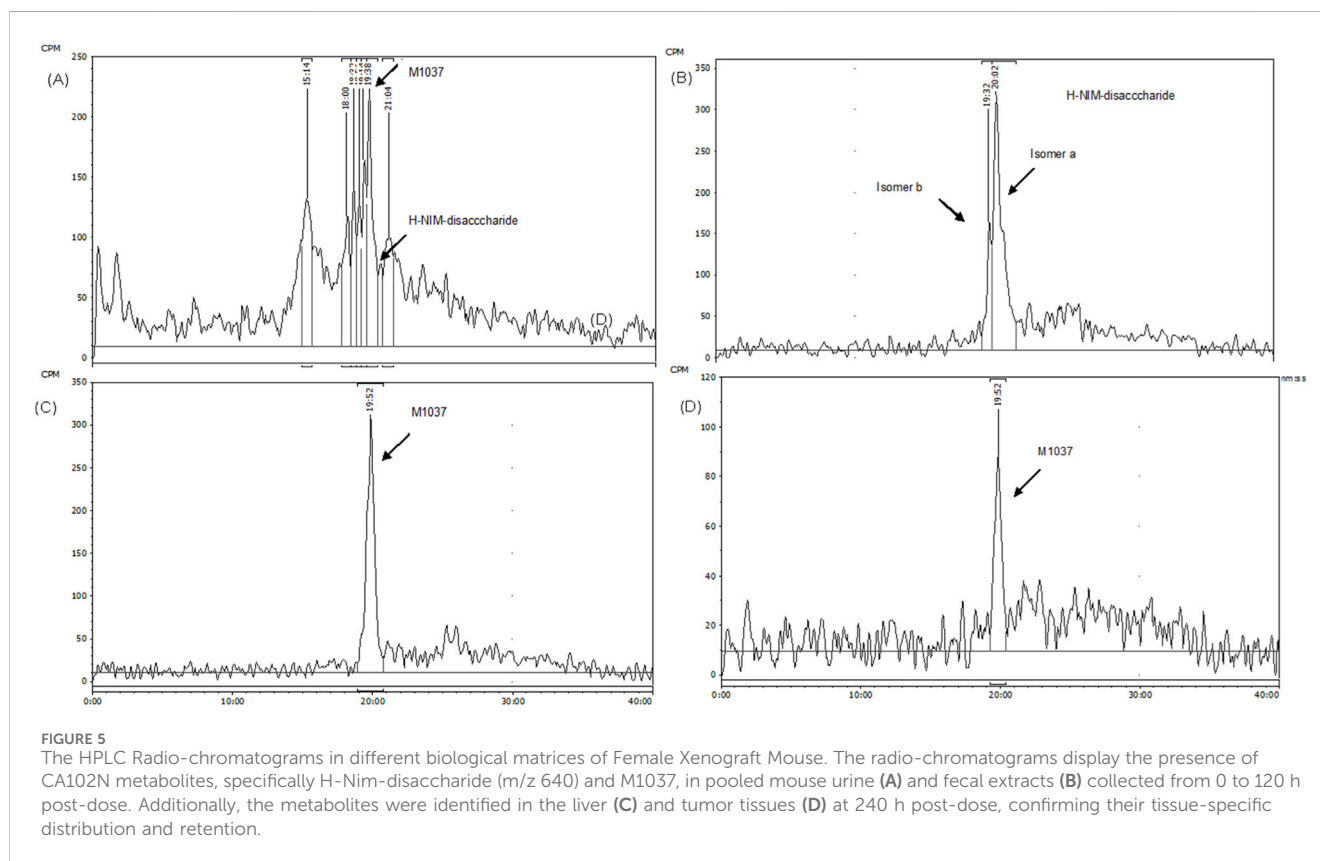 CPM
(A)
250
200
150
100
50
0
15:14
18:00
19:38
21:04
M1037
H-NIM-disacccharide
(D)
CPM
(B)
350
300
250
200
150
100
50
0
19:32
20:02
H-NIM-disacccharide
Isomer a
Isomer b
CPM
(C)
350
300
250
200
150
100
50
0
19:52
M1037
0:00
10:00
20:00
30:00
40:00
CPM
(D)
120
100
80
60
40
20
0
19:52
M1037
0:00
10:00
20:00
30:00
40:00
FIGURE 5
The HPLC Radio-chromatograms in different biological matrices of Female Xenograft Mouse. The radio-chromatograms display the presence of
CA102N metabolites, specifically H-Nim-disaccharide (m/z 640) and M1037, in pooled mouse urine (A) and fecal extracts (B) collected from 0 to 120 h
post-dose. Additionally, the metabolites were identified in the liver (C) and tumor tissues (D) at 240 h post-dose, confirming their tissue-specific
distribution and retention.